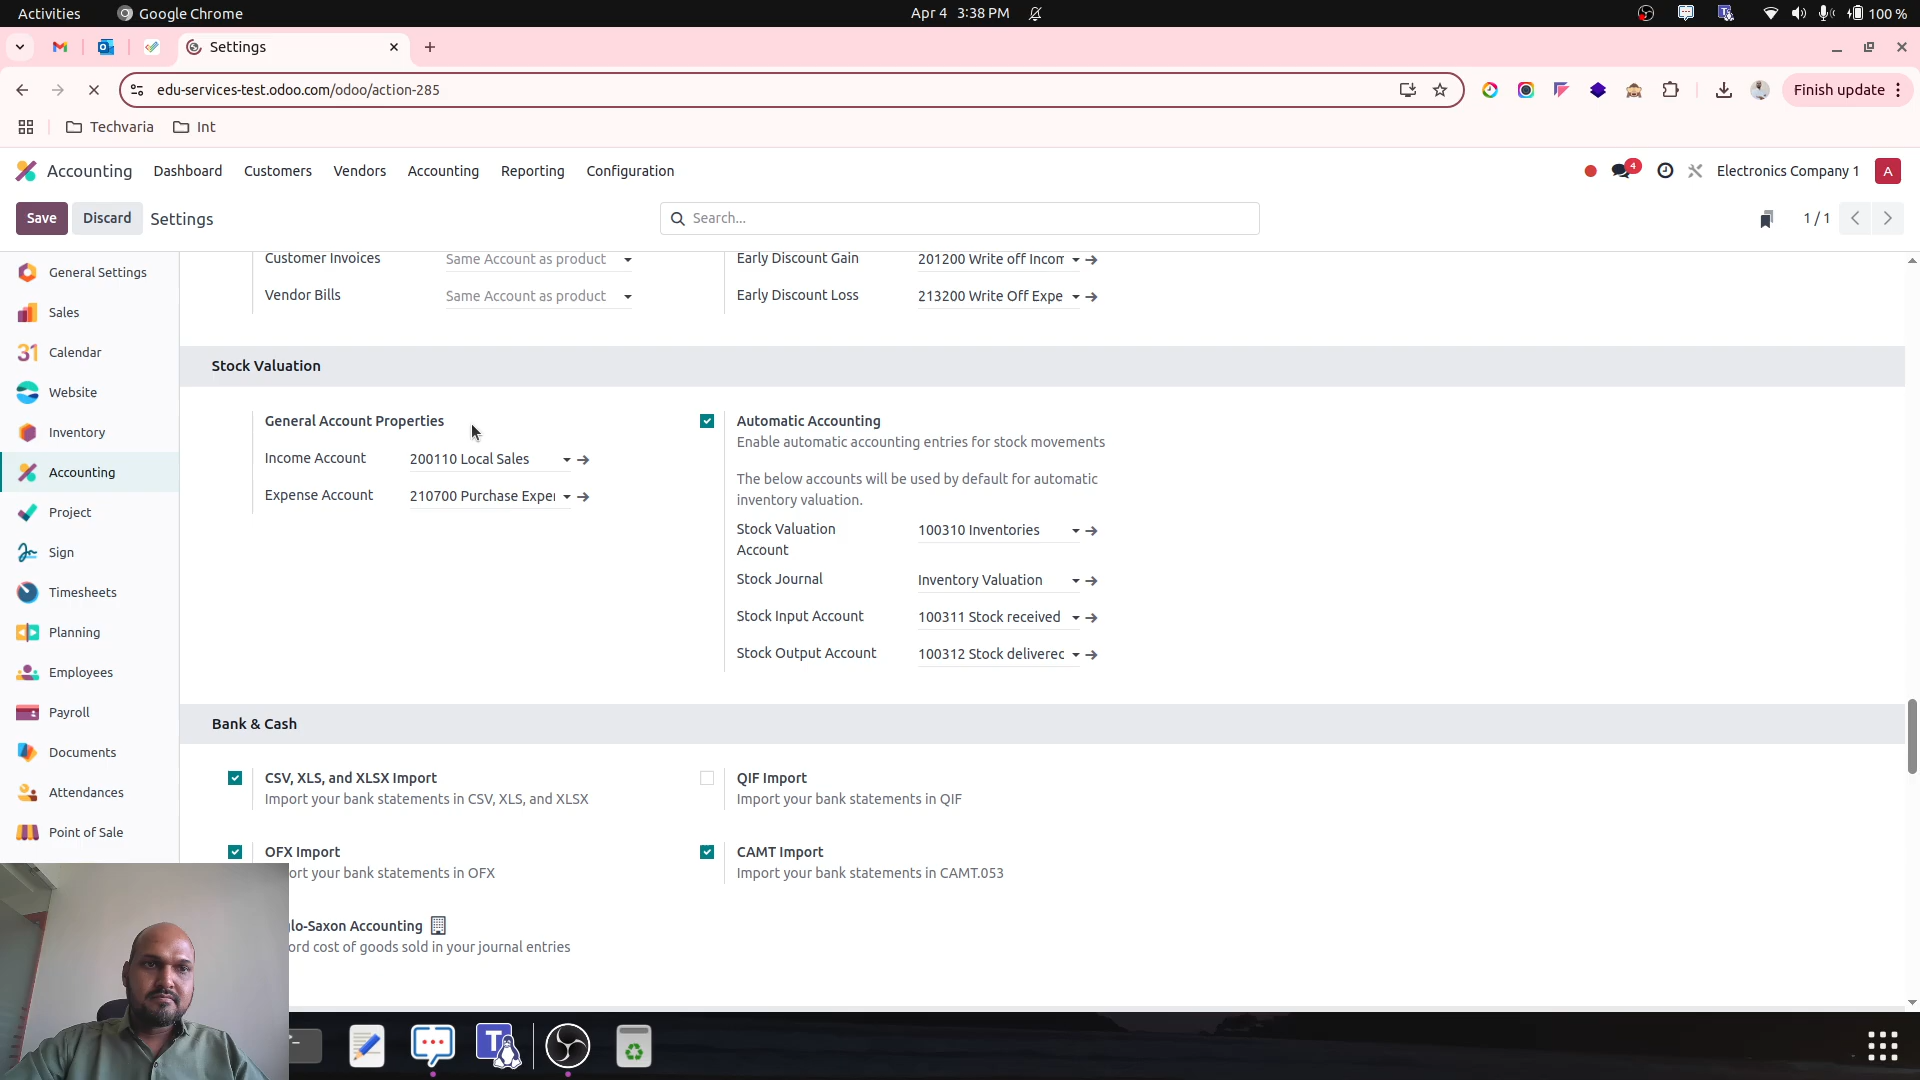 Activities
Google Chrome
Apr 4 3:38 PM
100 %
Settings
edu-services-test.odoo.com/odoo/action-285
Finish update
Techvaria
Int
Accounting
Dashboard
Customers
Vendors
Accounting
Reporting
Configuration
4
Electronics Company 1
A
Save
Discard
Settings
Search...
1 / 1
General Settings
Sales
31 Calendar
Website
Inventory
Accounting
Project
Sign
Timesheets
Planning
Employees
Payroll
Documents
Attendances
Point of Sale
Customer Invoices
Same Account as product
Vendor Bills
Same Account as product
Early Discount Gain
201200 Write off Incom
Early Discount Loss
213200 Write Off Expe
Stock Valuation
General Account Properties
Income Account
200110 Local Sales
Expense Account
210700 Purchase Exper
Automatic Accounting
Enable automatic accounting entries for stock movements
The below accounts will be used by default for automatic
inventory valuation.
Stock Valuation
Account
100310 Inventories
Stock Journal
Inventory Valuation
Stock Input Account
100311 Stock received
Stock Output Account
100312 Stock delivered
Bank & Cash
CSV, XLS, and XLSX Import
Import your bank statements in CSV, XLS, and XLSX
QIF Import
Import your bank statements in QIF
OFX Import
ort your bank statements in OFX
CAMT Import
Import your bank statements in CAMT.053
lo-Saxon Accounting
ord cost of goods sold in your journal entries
T